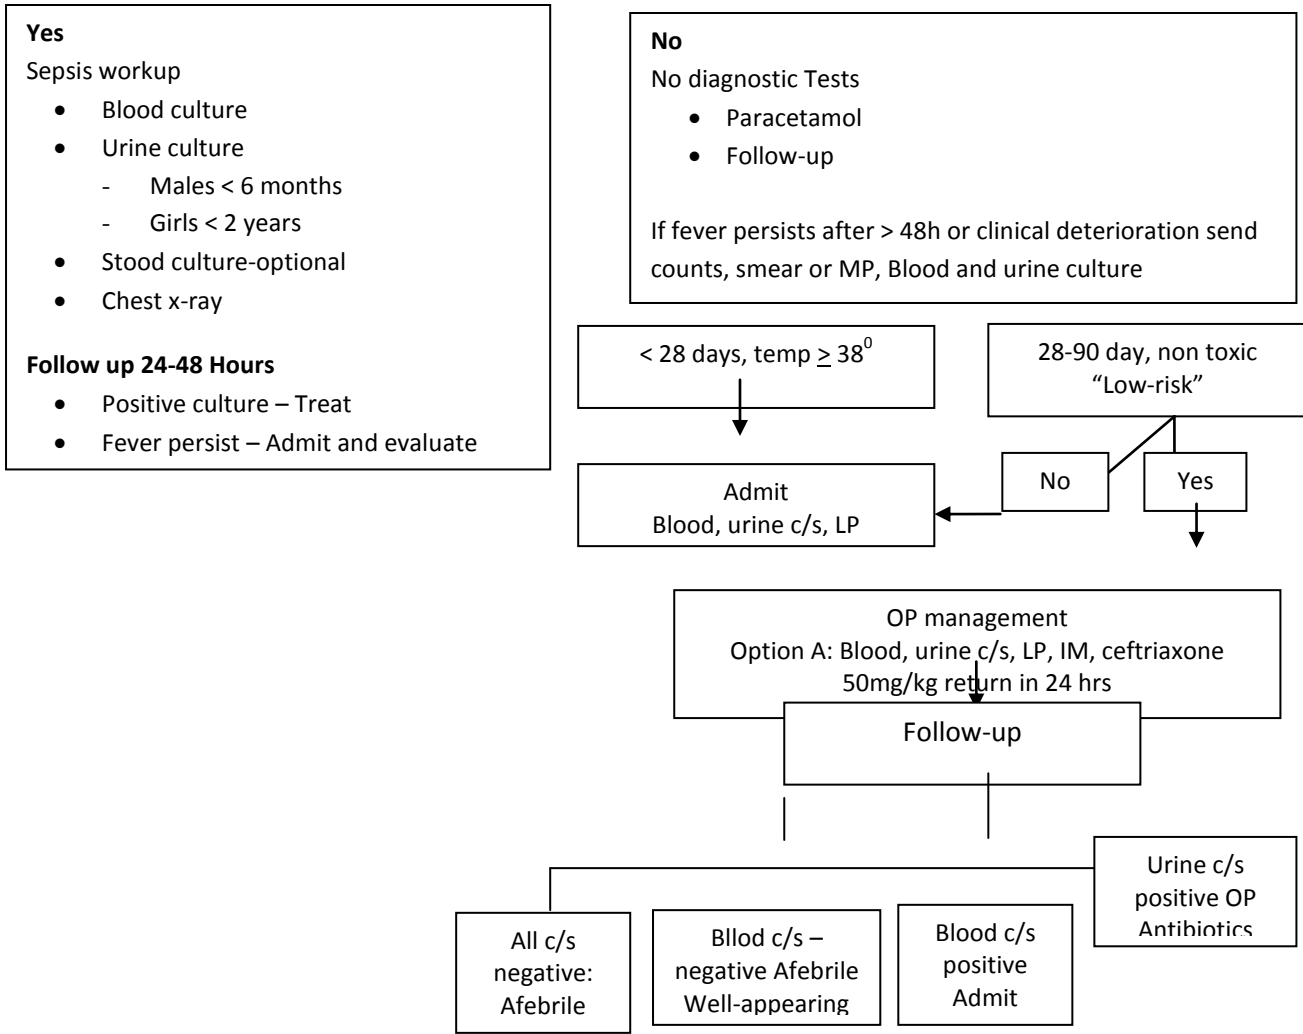 Yes
Sepsis workup
• Blood culture
• Urine culture
- Males < 6 months
- Girls < 2 years
• Stood culture-optional
• Chest x-ray
Follow up 24-48 Hours
• Positive culture – Treat
• Fever persist – Admit and evaluate
No
No diagnostic Tests
• Paracetamol
• Follow-up
If fever persists after > 48h or clinical deterioration send
counts, smear or MP, Blood and urine culture
< 28 days, temp ≥ 38⁰
28-90 day, non toxic
“Low-risk”
No
Yes
Admit
Blood, urine c/s, LP
OP management
Option A: Blood, urine c/s, LP, IM, ceftriaxone
50mg/kg return in 24 hrs
Follow-up
All c/s
negative:
Afebrile
Bllod c/s –
negative Afebrile
Well-appearing
Blood c/s
positive
Admit
Urine c/s
positive OP
Antibiotics